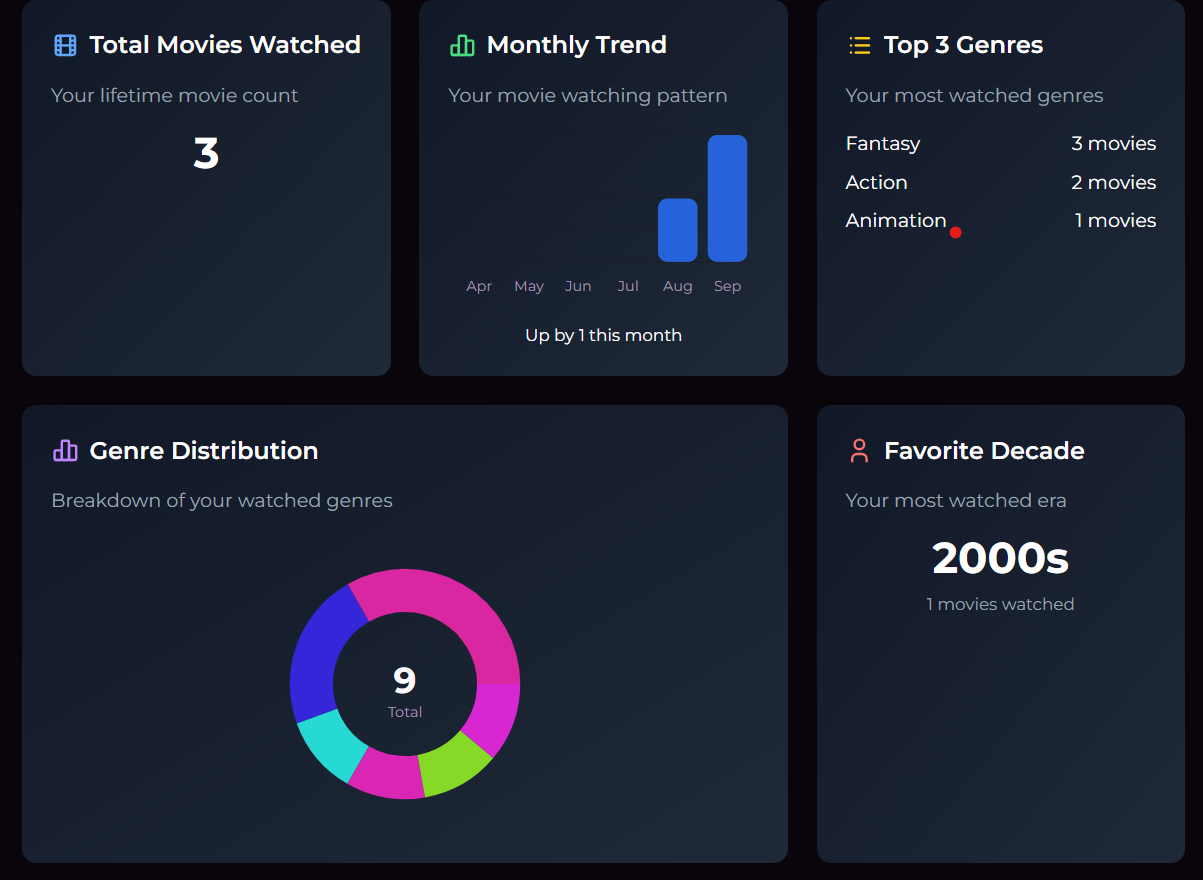 Total Movies Watched
Your lifetime movie count
3
Monthly Trend
Your movie watching pattern
Apr May Jun Jul Aug Sep
Up by 1 this month
Top 3 Genres
Your most watched genres
Fantasy 3 movies
Action 2 movies
Animation 1 movies
Genre Distribution
Breakdown of your watched genres
9
Total
Favorite Decade
Your most watched era
2000s
1 movies watched